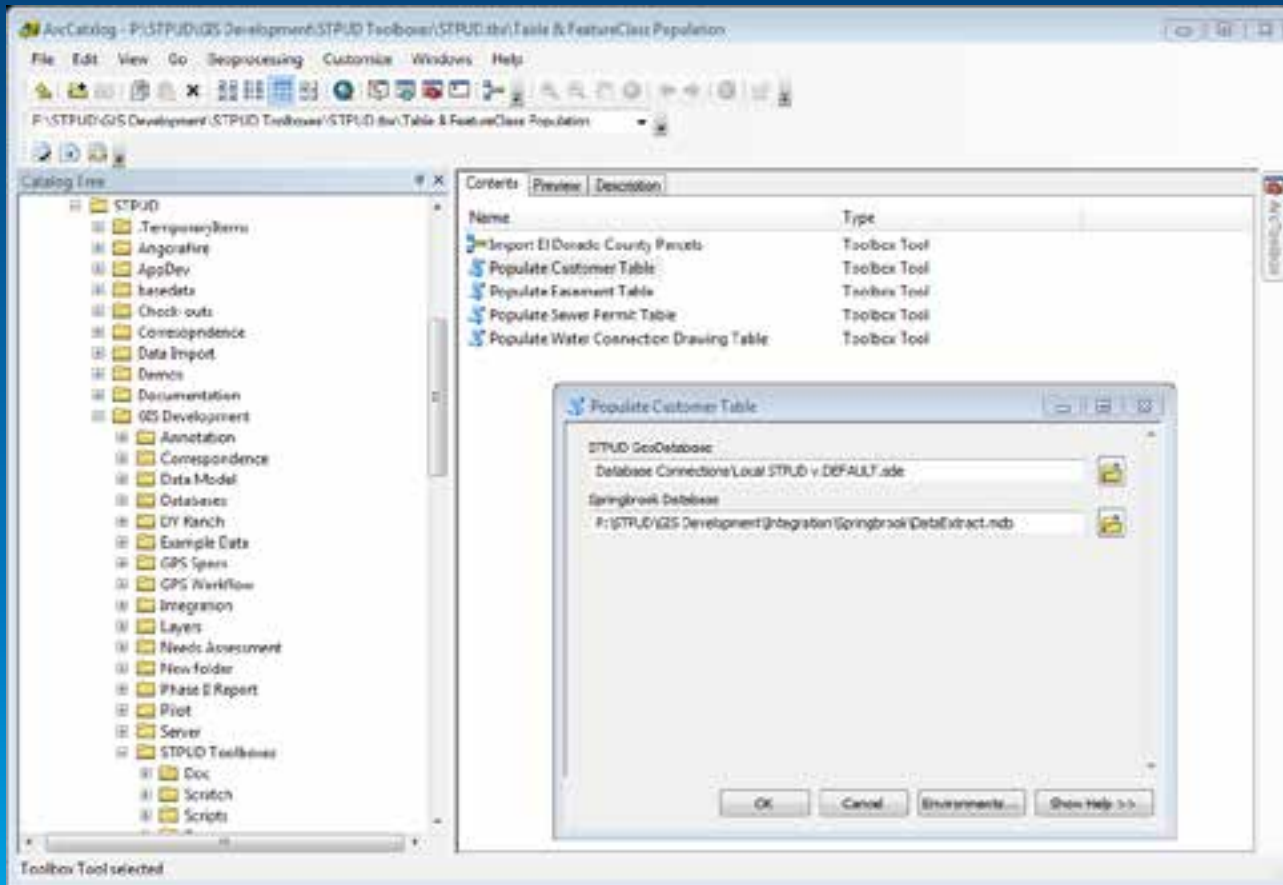 ArcCatalog - P:\STPUD\GIS Development\STPUD Toolboxes\STPUD.tbx\Table & FeatureClass Population
File Edit View Go Geoprocessing Customize Windows Help
P:\STPUD\GIS Development\STPUD Toolboxes\STPUD.tbx\Table & FeatureClass Population
Catalog Tree
STPUD
.TemporaryItems
Angorafire
AppDev
basedata
Check-outs
Correspondence
Data Import
Demos
Documentation
GIS Development
Annotation
Correspondence
Data Model
Databases
DY Ranch
Example Data
GPS Specs
GPS Workflow
Integration
Layers
Needs Assessment
New folder
Phase II Report
Pilot
Server
STPUD Toolboxes
Doc
Scratch
Scripts
Contents Preview Description
Name Type
Import El Dorado County Parcels Toolbox Tool
Populate Customer Table Toolbox Tool
Populate Easement Table Toolbox Tool
Populate Sewer Permit Table Toolbox Tool
Populate Water Connection Drawing Table Toolbox Tool
ArcToolbox
Populate Customer Table
STPUD GeoDatabase
Database Connections\Local STPUD v.DEFAULT.sde
Springbrook Database
P:\STPUD\GIS Development\Integration\Springbrook\DataExtract.mdb
OK Cancel Environments... Show Help >>
Toolbox Tool selected